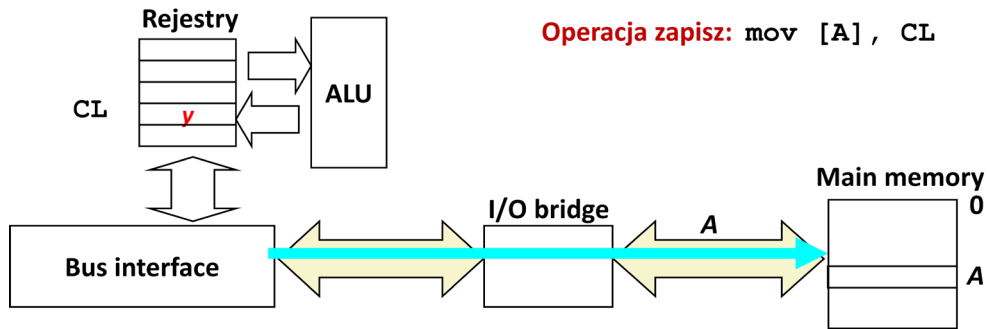 Rejestry
Operacja zapisz: mov [A], CL
ALU
CL
y
Main memory
0
I/O bridge
A
Bus interface
A